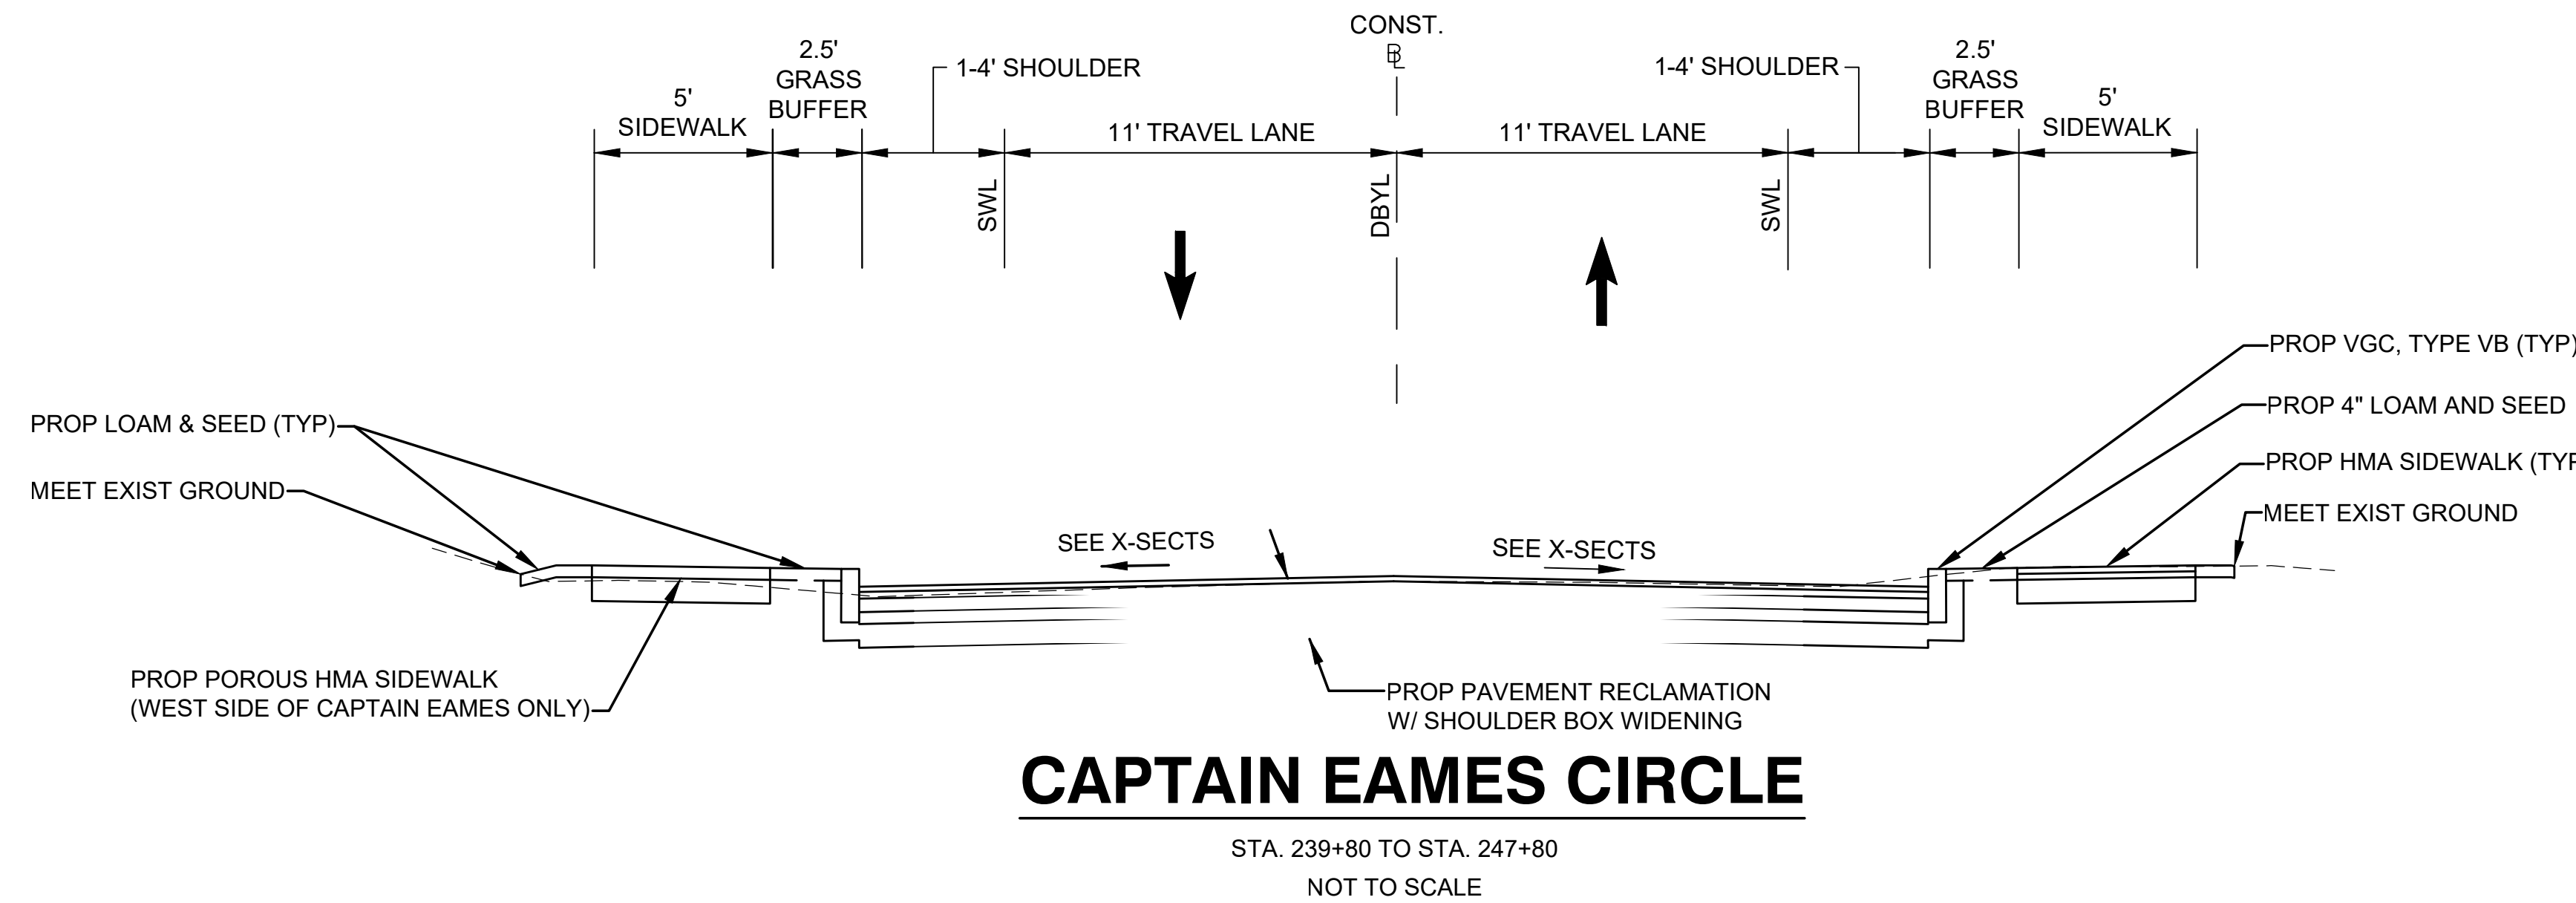 CONST.
2.5'
GRASS
BUFFER
1-4' SHOULDER
1-4' SHOULDER
2.5'
GRASS
BUFFER
5'
SIDEWALK
11' TRAVEL LANE
11' TRAVEL LANE
5'
SIDEWALK
SWL
DBYL
SWL
PROP VGC, TYPE VB (TYP)
PROP 4" LOAM AND SEED
PROP HMA SIDEWALK (TYP
MEET EXIST GROUND
PROP LOAM & SEED (TYP)
MEET EXIST GROUND
SEE X-SECTS
SEE X-SECTS
PROP POROUS HMA SIDEWALK
(WEST SIDE OF CAPTAIN EAMES ONLY)
PROP PAVEMENT RECLAMATION
W/ SHOULDER BOX WIDENING
CAPTAIN EAMES CIRCLE
STA. 239+80 TO STA. 247+80
NOT TO SCALE